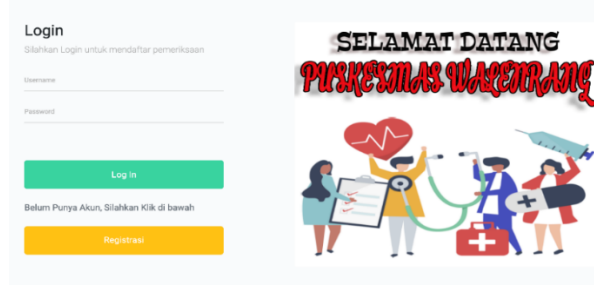 Login
Silahkan Login untuk mendaftar pemeriksaan
Username
Password
Log In
Belum Punya Akun, Silahkan Klik di bawah
Registrasi
SELAMAT DATANG
PUSKESMAS WALENRANG